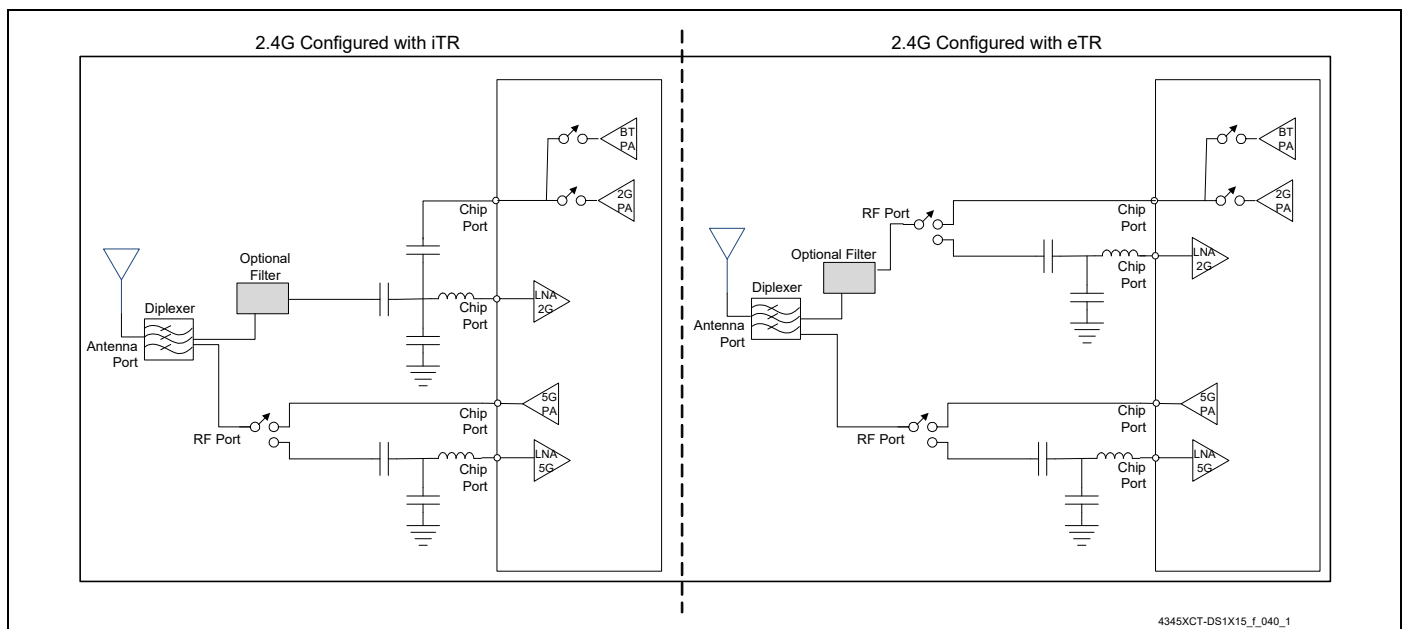 2.4G Configured with iTR
2.4G Configured with eTR
BT
PA
2G
PA
Chip
Port
Optional
Filter
LNA
2G
Chip
Port
Diplexer
Antenna
Port
5G
PA
Chip
Port
RF Port
LNA
5G
Chip
Port
BT
PA
2G
PA
RF Port
Chip
Port
Optional Filter
LNA
2G
Chip
Port
Diplexer
Antenna
Port
5G
PA
Chip
Port
RF Port
LNA
5G
Chip
Port
4345XCT-DS1X15_f_040_1